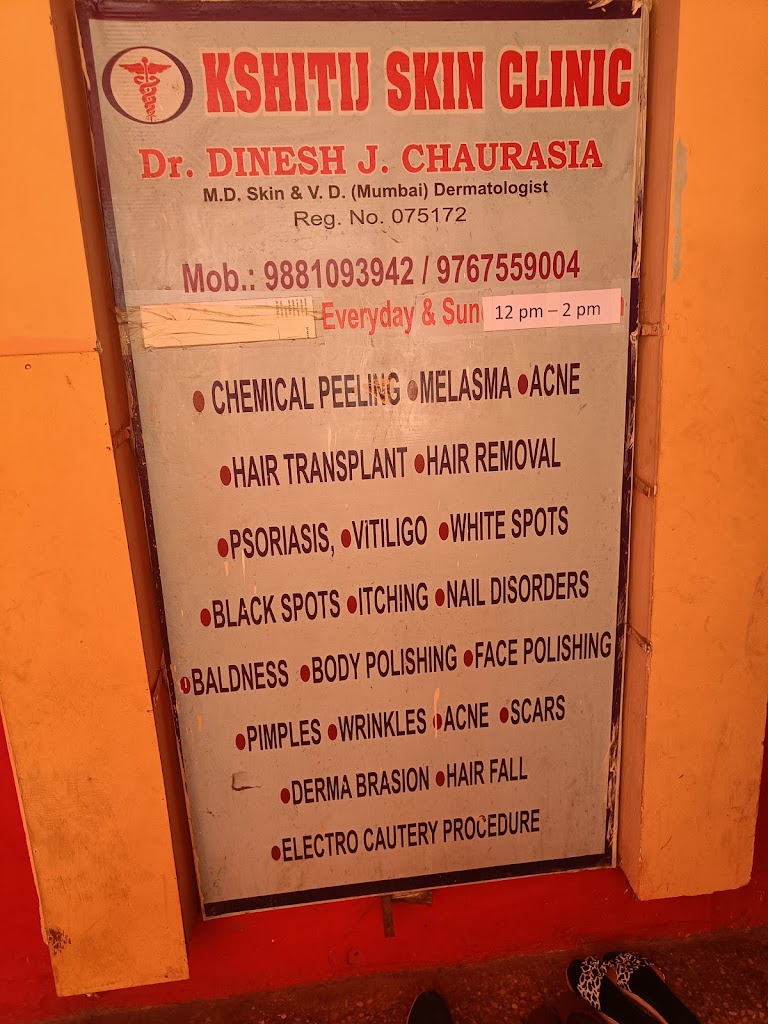 KSHITIJ SKIN CLINIC
Dr. DINESH J. CHAURASIA
M.D. Skin & V. D. (Mumbai) Dermatologist
Reg. No. 075172
Mob.: 9881093942 / 9767559004
Everyday & Sun 12 pm – 2 pm
● CHEMICAL PEELING ●MELASMA ●ACNE
●HAIR TRANSPLANT ●HAIR REMOVAL
●PSORIASIS, ●ViTILIGO ●WHITE SPOTS
●BLACK SPOTS ●ITCHING ●NAIL DISORDERS
●BALDNESS ●BODY POLISHING ●FACE POLISHING
●PIMPLES ●WRINKLES ●ACNE ●SCARS
●DERMA BRASION ●HAIR FALL
●ELECTRO CAUTERY PROCEDURE